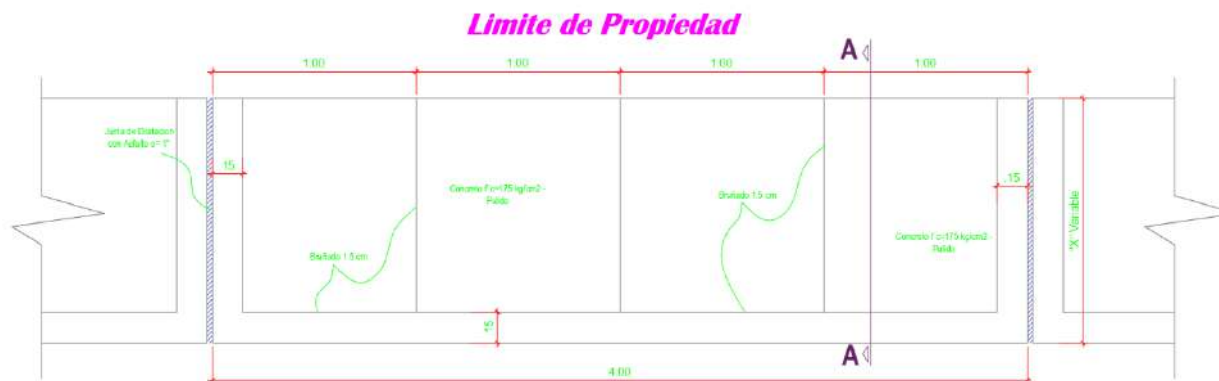 Limite de Propiedad
A
1.00
1.00
1.00
1.00
Junta de Dilatacion
con Asfalto e= 1"
.15
Concreto f'c=175 kg/cm2 -
Pulido
Bruñado 1.5 cm
.15
Concreto f'c=175 kg/cm2 -
Pulido
"X" Variable
Bruñado 1.5 cm
.15
A
4.00